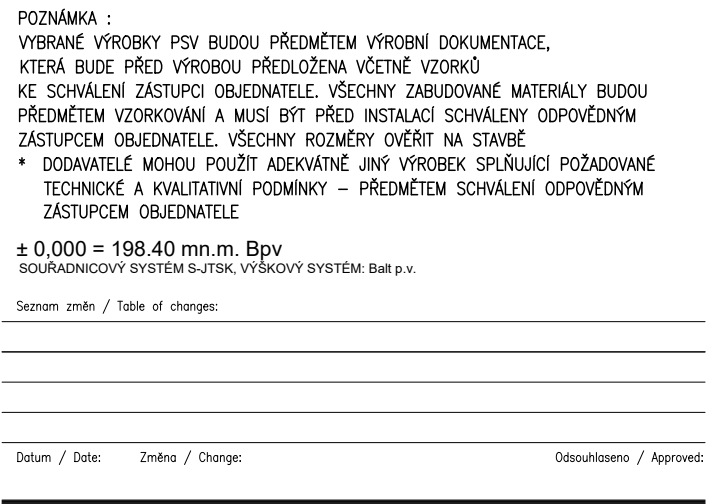 POZNÁMKA :
VYBRANÉ VÝROBKY PSV BUDOU PŘEDMĚTEM VÝROBNÍ DOKUMENTACE,
KTERÁ BUDE PŘED VÝROBOU PŘEDLOŽENA VČETNĚ VZORKŮ
KE SCHVÁLENÍ ZÁSTUPCI OBJEDNATELE. VŠECHNY ZABUDOVANÉ MATERIÁLY BUDOU
PŘEDMĚTEM VZORKOVÁNÍ A MUSÍ BÝT PŘED INSTALACÍ SCHVÁLENY ODPOVĚDNÝM
ZÁSTUPCEM OBJEDNATELE. VŠECHNY ROZMĚRY OVĚŘIT NA STAVBĚ
* DODAVATELÉ MOHOU POUŽÍT ADEKVÁTNĚ JINÝ VÝROBEK SPLŇUJÍCÍ POŽADOVANÉ
TECHNICKÉ A KVALITATIVNÍ PODMÍNKY – PŘEDMĚTEM SCHVÁLENÍ ODPOVĚDNÝM
ZÁSTUPCEM OBJEDNATELE
± 0,000 = 198.40 mn.m. Bpv
SOUŘADNICOVÝ SYSTÉM S-JTSK, VÝŠKOVÝ SYSTÉM: Balt p.v.
Seznam změn / Table of changes:
Datum / Date: Změna / Change: Odsouhlaseno / Approved: